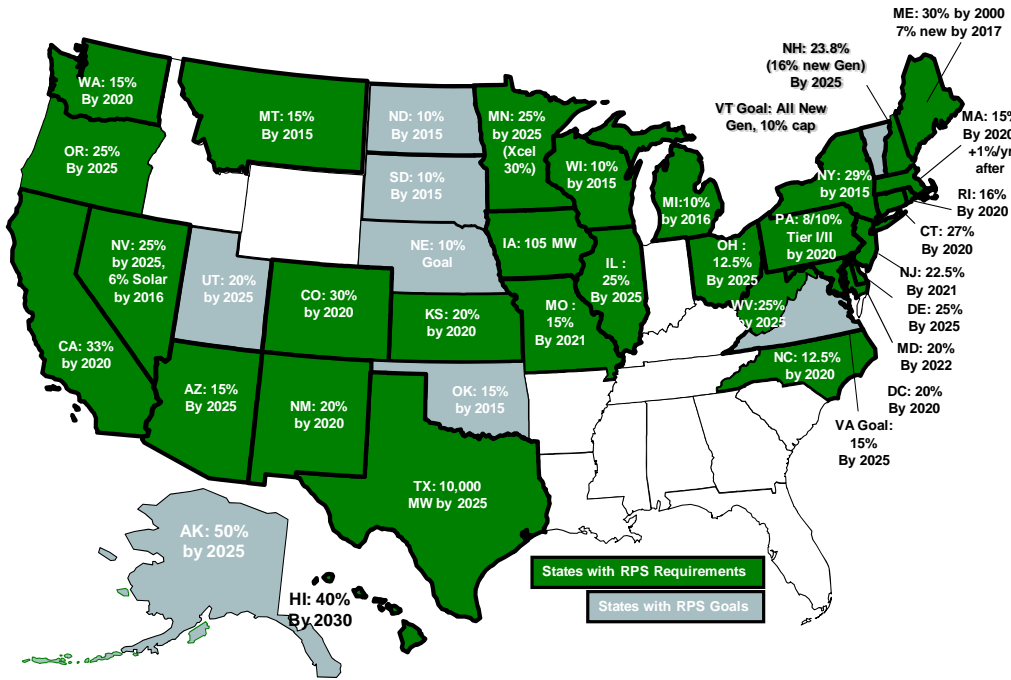 ME: 30% by 2000
7% new by 2017
NH: 23.8%
(16% new Gen)
By 2025
VT Goal: All New
Gen, 10% cap
WA: 15%
By 2020
MT: 15%
By 2015
ND: 10%
By 2015
MN: 25%
by 2025
(Xcel
30%)
MA: 15%
By 2020
+1%/yr
after
OR: 25%
By 2025
SD: 10%
By 2015
WI: 10%
by 2015
MI:10%
by 2016
NY: 29%
by 2015
RI: 16%
By 2020
NV: 25%
by 2025,
6% Solar
by 2016
UT: 20%
by 2025
NE: 10%
Goal
IA: 105 MW
IL :
25%
By 2025
OH :
12.5%
By 2025
PA: 8/10%
Tier I/II
by 2020
CT: 27%
By 2020
NJ: 22.5%
By 2021
DE: 25%
By 2025
CO: 30%
by 2020
KS: 20%
by 2020
MO :
15%
By 2021
WV:25%
by 2025
CA: 33%
by 2020
MD: 20%
By 2022
AZ: 15%
By 2025
NM: 20%
by 2020
OK: 15%
by 2015
NC: 12.5%
by 2020
DC: 20%
By 2020
VA Goal:
15%
By 2025
TX: 10,000
MW by 2025
AK: 50%
by 2025
HI: 40%
By 2030
States with RPS Requirements
States with RPS Goals